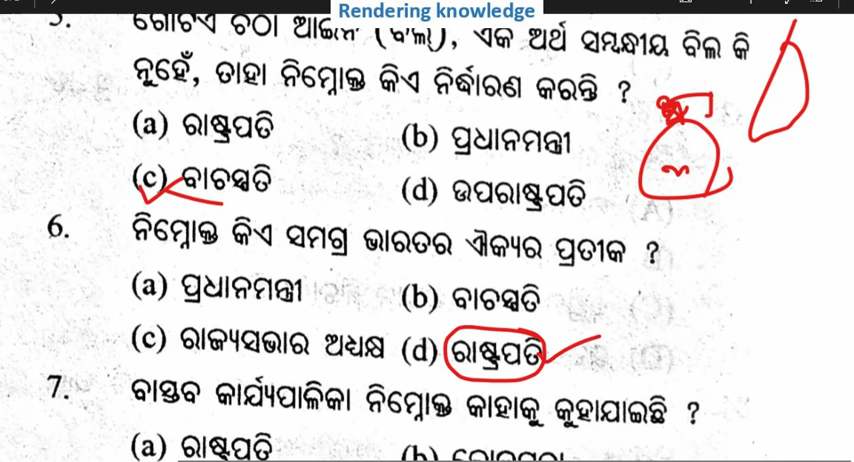 Rendering knowledge
5. ଗୋଟିଏ ଚିଠା ଆଇନ (ବିଲ୍), ଏକ ଅର୍ଥ ସମ୍ବନ୍ଧୀୟ ବିଲ କି
ନୁହେଁ, ତାହା ନିମ୍ନୋକ୍ତ କିଏ ନିର୍ଦ୍ଧାରଣ କରନ୍ତି ?
(a) ରାଷ୍ଟ୍ରପତି (b) ପ୍ରଧାନମନ୍ତ୍ରୀ
(c) ବାଚସ୍ପତି (d) ଉପରାଷ୍ଟ୍ରପତି
6. ନିମ୍ନୋକ୍ତ କିଏ ସମଗ୍ର ଭାରତର ଐକ୍ୟର ପ୍ରତୀକ ?
(a) ପ୍ରଧାନମନ୍ତ୍ରୀ (b) ବାଚସ୍ପତି
(c) ରାଜ୍ୟସଭାର ଅଧ୍ୟକ୍ଷ (d) ରାଷ୍ଟ୍ରପତି
7. ବାସ୍ତବ କାର୍ଯ୍ୟପାଳିକା ନିମ୍ନୋକ୍ତ କାହାକୁ କୁହାଯାଇଛି ?
(a) ରାଷ୍ଟ୍ରପତି (b)